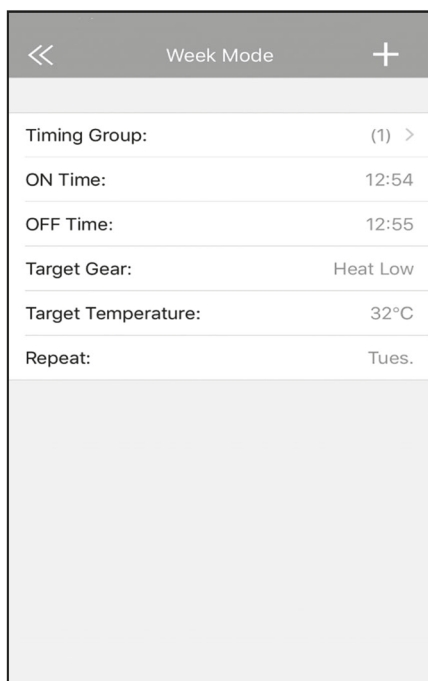 Week Mode
Timing Group: (1) >
ON Time: 12:54
OFF Time: 12:55
Target Gear: Heat Low
Target Temperature: 32°C
Repeat: Tues.